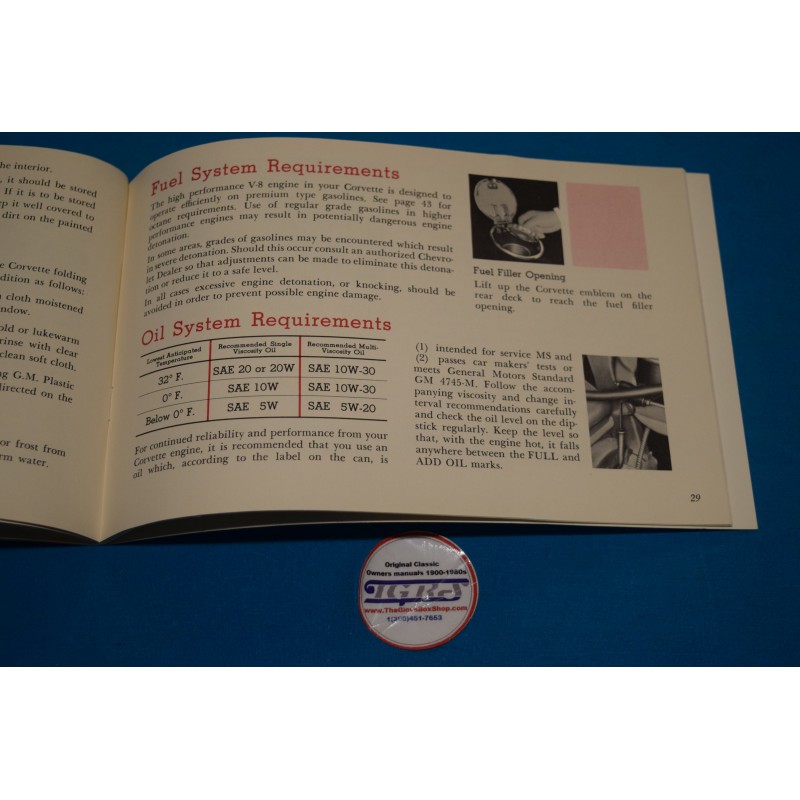 he interior.
, it should be stored
If it is to be stored
p it well covered to
dirt on the painted
e Corvette folding
dition as follows:
cloth moistened
ndow.
old or lukewarm
rinse with clear
clean soft cloth.
ng G.M. Plastic
directed on the
or frost from
rm water.
Fuel System Requirements
The high performance V-8 engine in your Corvette is designed to
operate efficiently on premium type gasolines. See page 43 for
octane requirements. Use of regular grade gasolines in higher
performance engines may result in potentially dangerous engine
detonation.
In some areas, grades of gasolines may be encountered which result
in severe detonation. Should this occur consult an authorized Chevro-
let Dealer so that adjustments can be made to eliminate this detona-
tion or reduce it to a safe level.
In all cases excessive engine detonation, or knocking, should be
avoided in order to prevent possible engine damage.
Fuel Filler Opening
Lift up the Corvette emblem on the
rear deck to reach the fuel filler
opening.
Oil System Requirements
Lowest Anticipated
Temperature
Recommended Single
Viscosity Oil
Recommended Multi-
Viscosity Oil
32° F.
SAE 20 or 20W
SAE 10W-30
0° F.
SAE 10W
SAE 10W-30
Below 0° F.
SAE 5W
SAE 5W-20
For continued reliability and performance from your
Corvette engine, it is recommended that you use an
oil which, according to the label on the can, is
(1) intended for service MS and
(2) passes car makers' tests or
meets General Motors Standard
GM 4745-M. Follow the accom-
panying viscosity and change in-
terval recommendations carefully
and check the oil level on the dip-
stick regularly. Keep the level so
that, with the engine hot, it falls
anywhere between the FULL and
ADD OIL marks.
29
Original Classic
Owners manuals 1900-1980s
www.TheGloveBoxShop.com